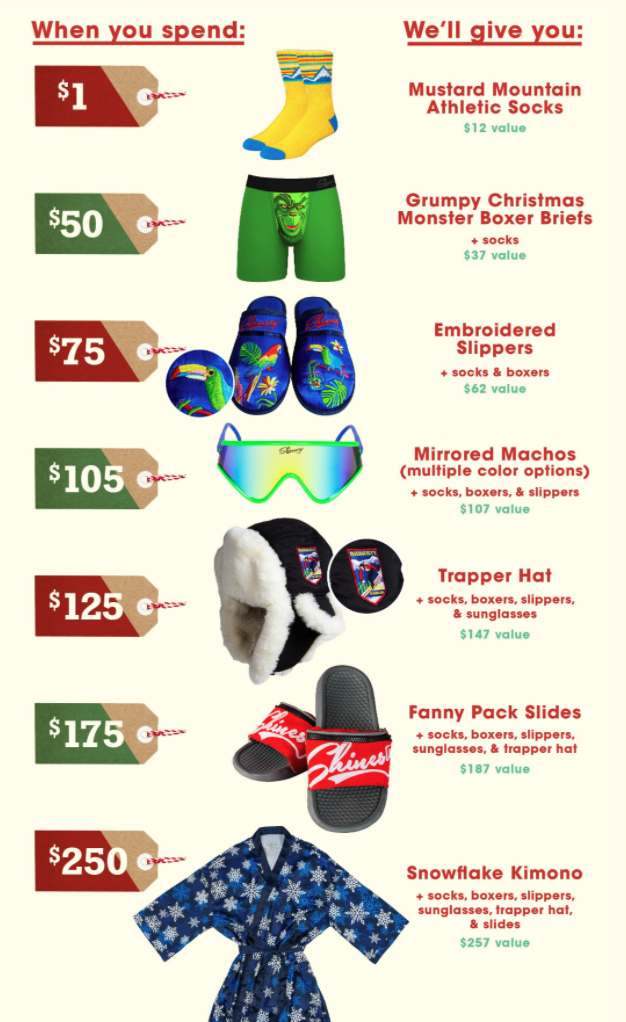 When you spend:
We'll give you:
$1
Mustard Mountain
Athletic Socks
$12 value
$50
Grumpy Christmas
Monster Boxer Briefs
+ socks
$37 value
$75
Embroidered
Slippers
+ socks & boxers
$62 value
$105
Mirrored Machos
(multiple color options)
+ socks, boxers, & slippers
$107 value
$125
Trapper Hat
+ socks, boxers, slippers,
& sunglasses
$147 value
$175
Fanny Pack Slides
+ socks, boxers, slippers,
sunglasses, & trapper hat
$187 value
Shinest
$250
Snowflake Kimono
+ socks, boxers, slippers,
sunglasses, trapper hat,
& slides
$257 value